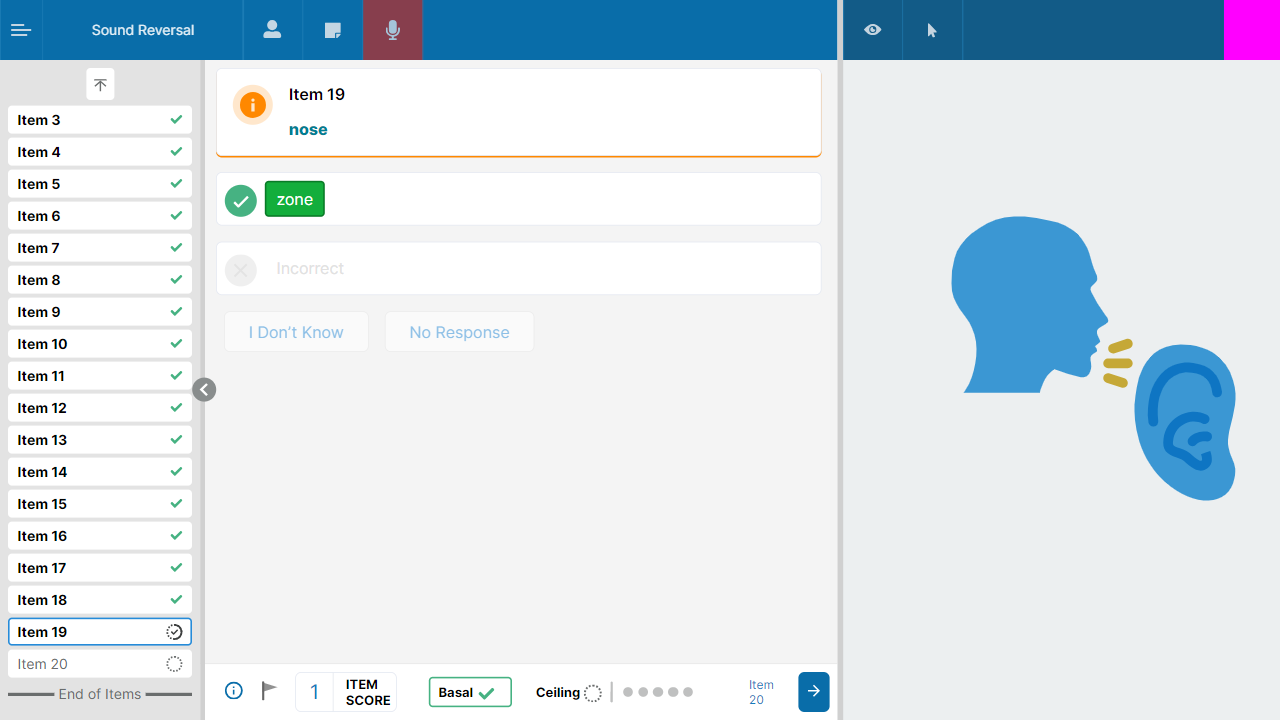 Sound Reversal
Item 3
Item 4
Item 5
Item 6
Item 7
Item 8
Item 9
Item 10
Item 11
Item 12
Item 13
Item 14
Item 15
Item 16
Item 17
Item 18
Item 19
Item 20
End of Items
Item 19
nose
zone
Incorrect
I Don’t Know
No Response
1
ITEM
SCORE
Basal
Ceiling
Item
20